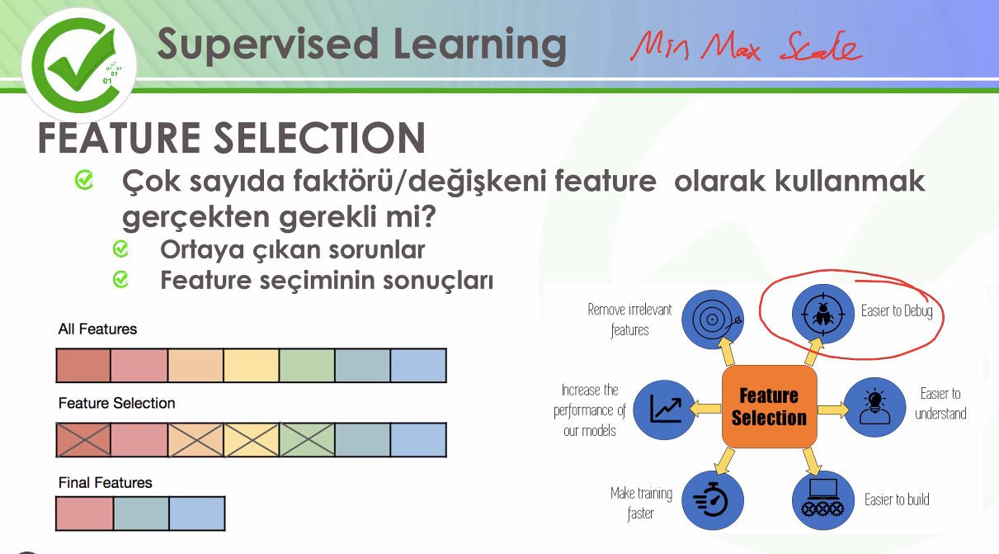 Supervised Learning
Min Max Scale
FEATURE SELECTION
Çok sayıda faktörü/değişkeni feature olarak kullanmak
gerçekten gerekli mi?
Ortaya çıkan sorunlar
Feature seçiminin sonuçları
All Features
Feature Selection
Final Features
Remove irrelevant
features
Easier to Debug
Increase the
performance of
our models
Feature
Selection
Easier to
understand
Make training
faster
Easier to build